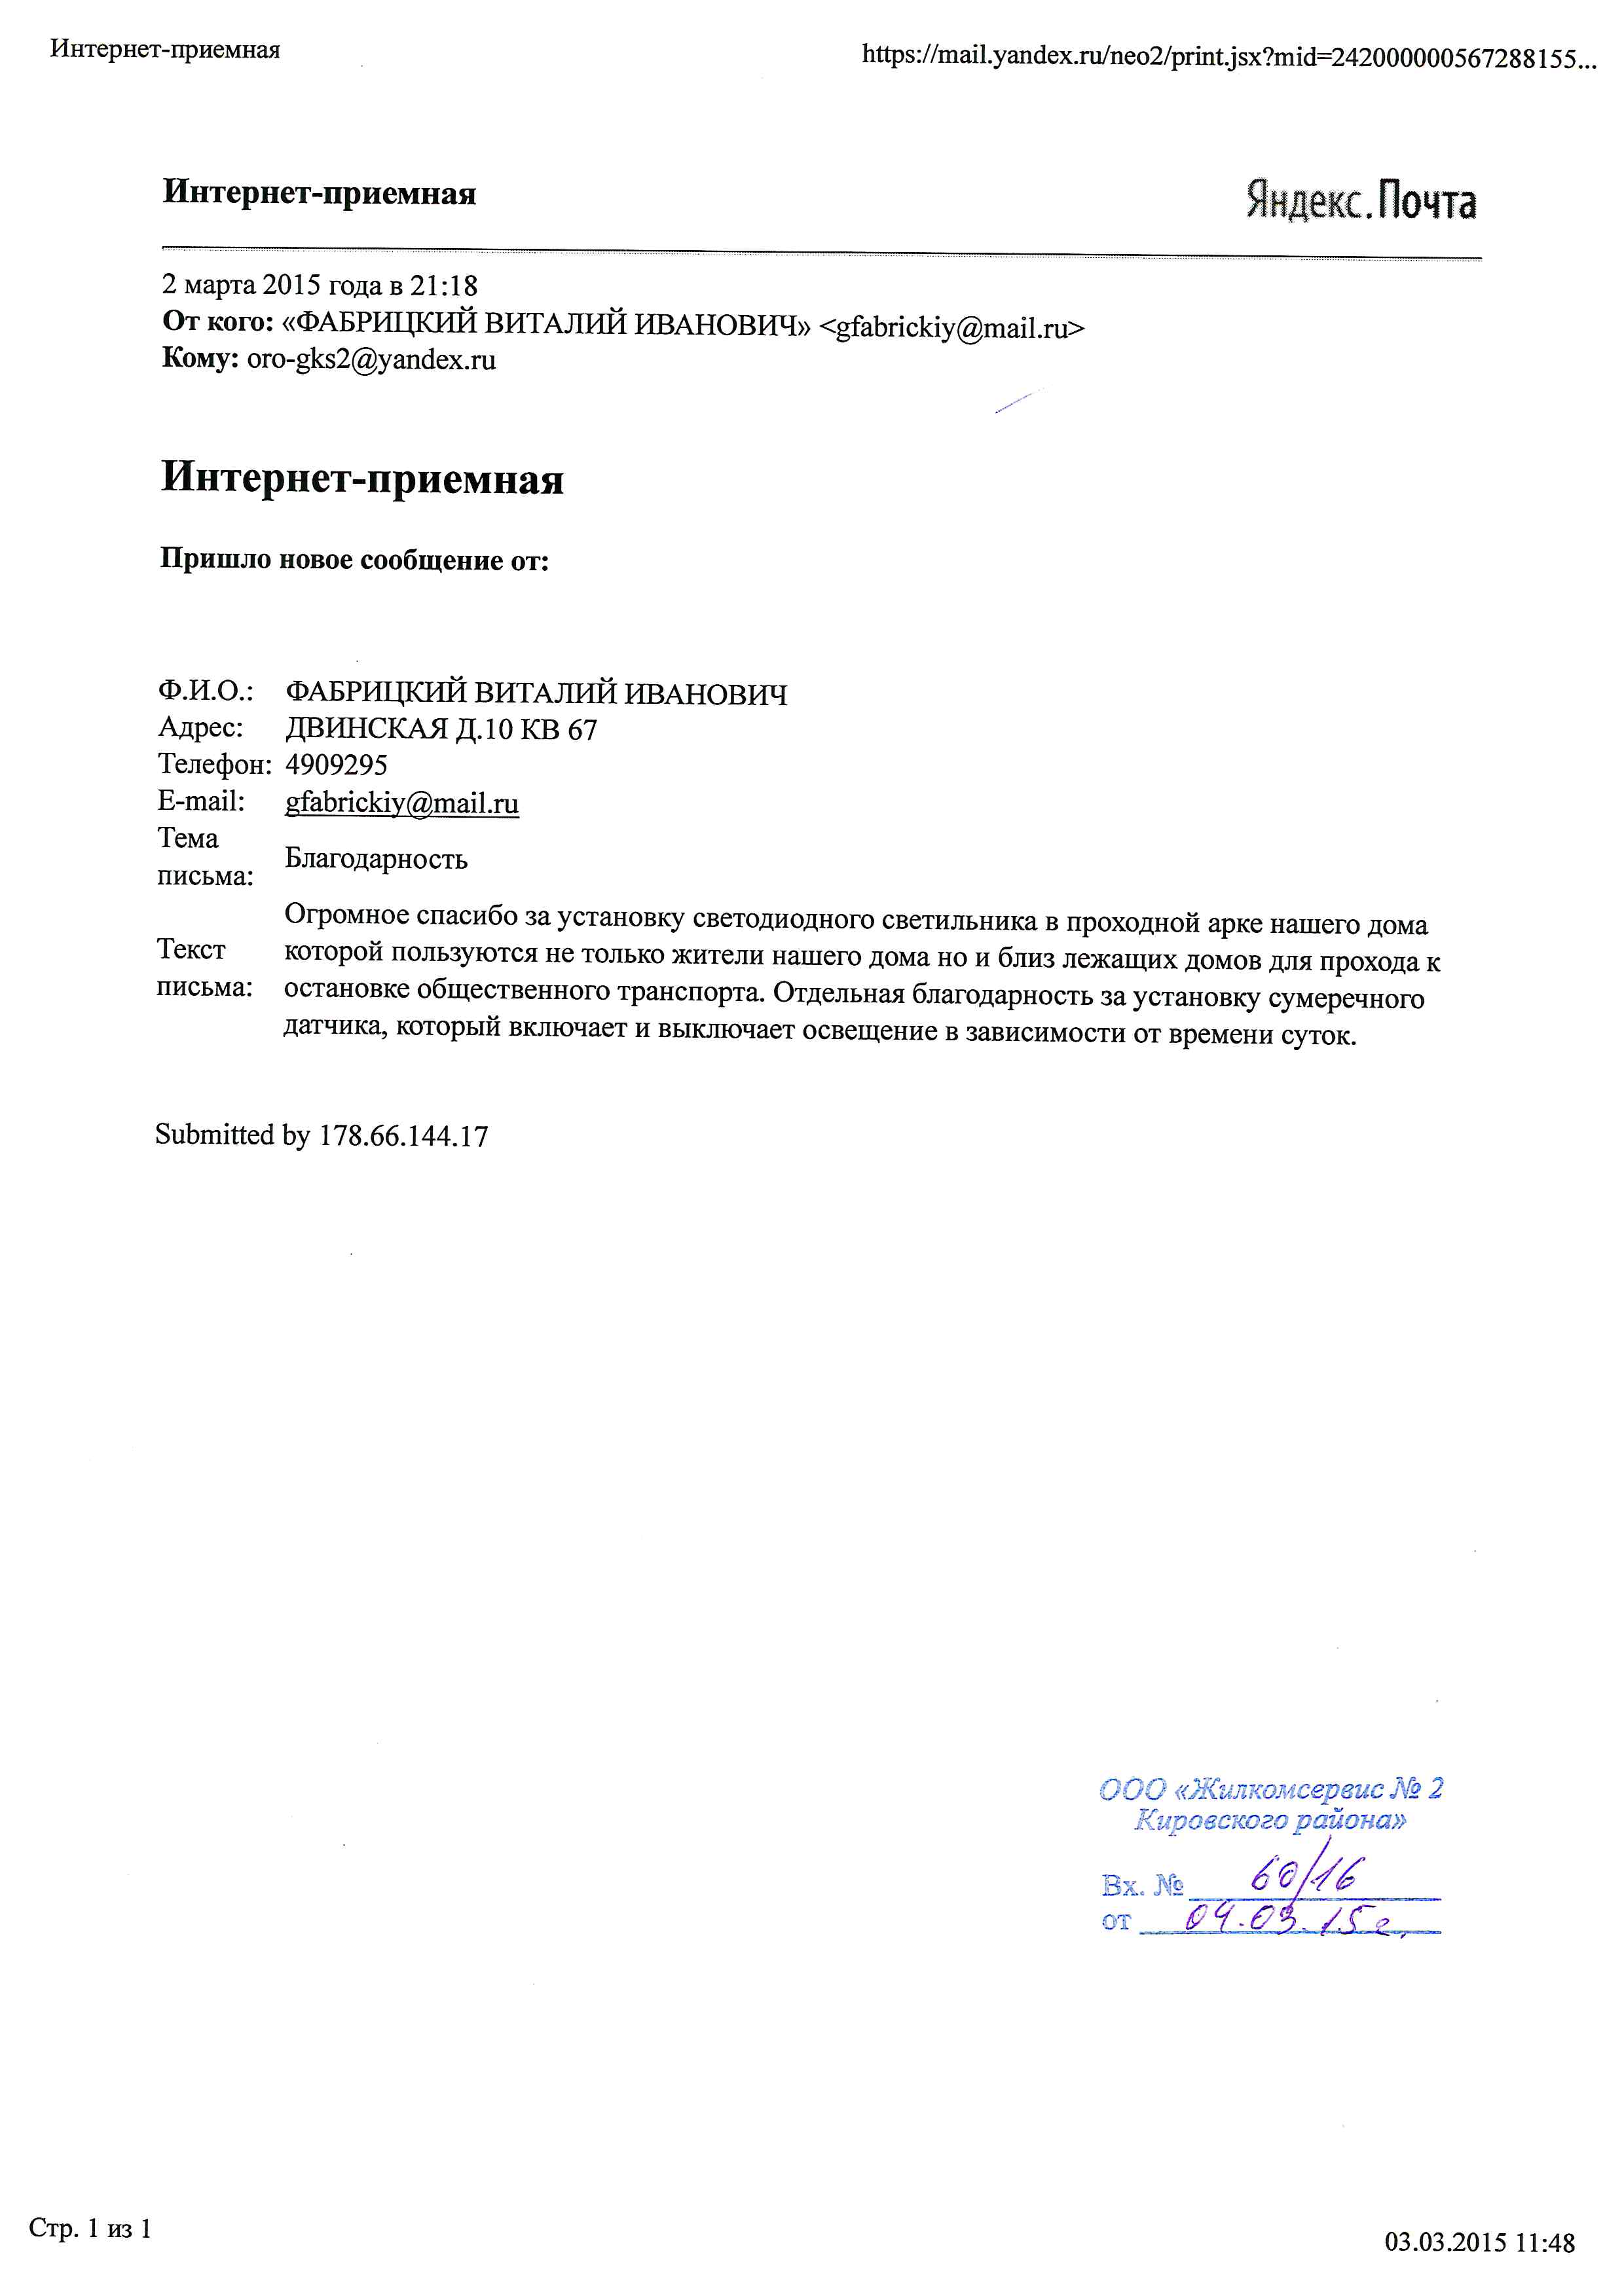 Интернет-приемная
https://mail.yandex.ru/neo2/print.jsx?mid=242000000567288155...
Интернет-приемная
Яндекс.Почта
2 марта 2015 года в 21:18
От кого: «ФАБРИЦКИЙ ВИТАЛИЙ ИВАНОВИЧ» <gfabrickiy@mail.ru>
Кому: oro-gks2@yandex.ru
Интернет-приемная
Пришло новое сообщение от:
Ф.И.О.: ФАБРИЦКИЙ ВИТАЛИЙ ИВАНОВИЧ
Адрес: ДВИНСКАЯ Д.10 КВ 67
Телефон: 4909295
E-mail: gfabrickiy@mail.ru
Тема
письма:
Благодарность
Текст
письма:
Огромное спасибо за установку светодиодного светильника в проходной арке нашего дома
которой пользуются не только жители нашего дома но и близ лежащих домов для прохода к
остановке общественного транспорта. Отдельная благодарность за установку сумеречного
датчика, который включает и выключает освещение в зависимости от времени суток.
Submitted by 178.66.144.17
ООО «Жилкомсервис № 2
Кировского района»
Вх. № 60/16
от 04.03.15г.
Стр. 1 из 1
03.03.2015 11:48